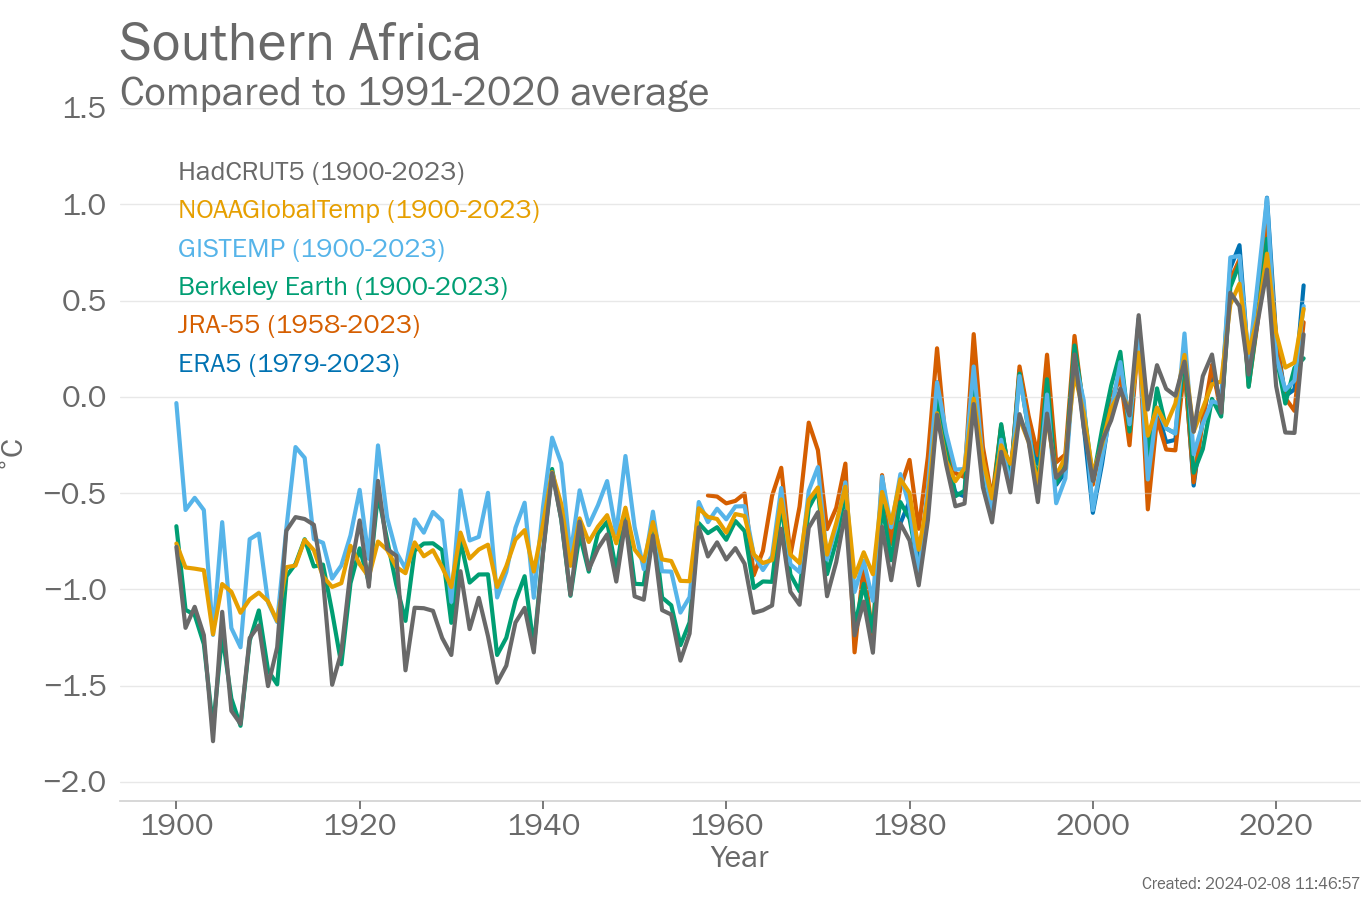 Southern Africa
Compared to 1991-2020 average
1.5
1.0
0.5
0.0
−0.5
−1.0
−1.5
−2.0
°C
HadCRUT5 (1900-2023)
NOAAGlobalTemp (1900-2023)
GISTEMP (1900-2023)
Berkeley Earth (1900-2023)
JRA-55 (1958-2023)
ERA5 (1979-2023)
1900 1920 1940 1960 1980 2000 2020
Year
Created: 2024-02-08 11:46:57